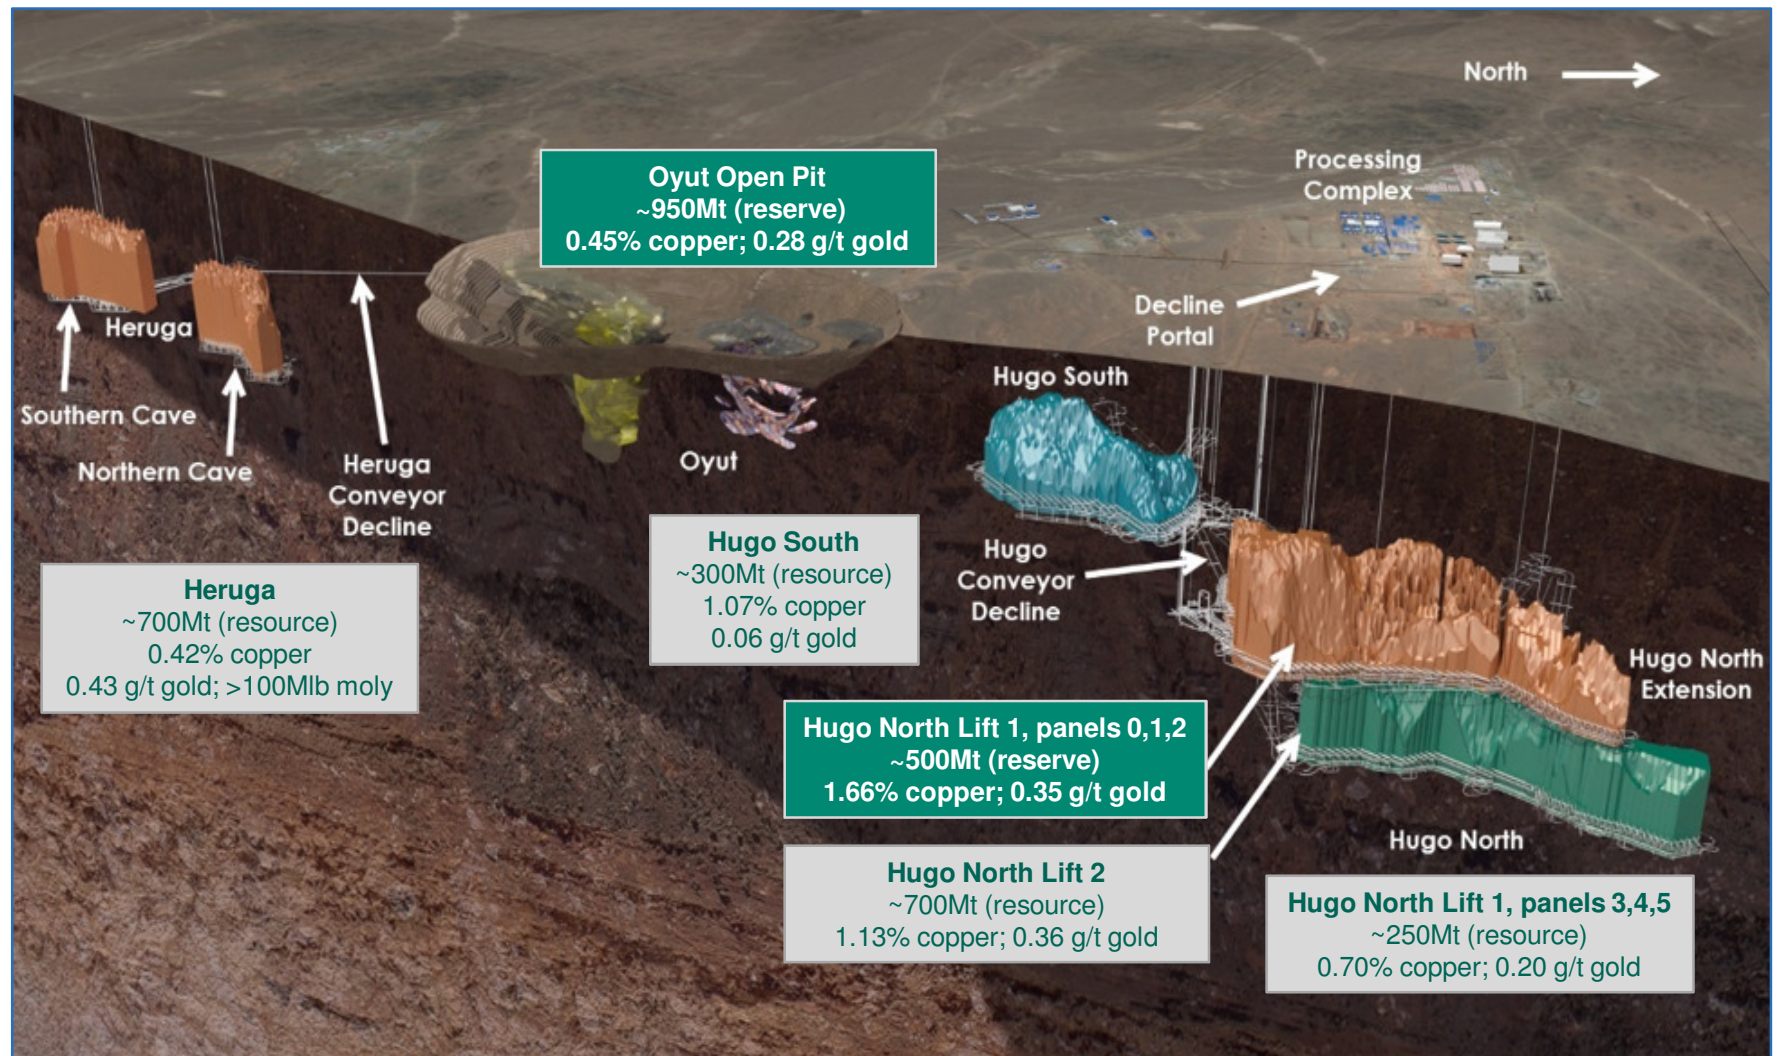 North
Processing
Complex
Oyut Open Pit
~950Mt (reserve)
0.45% copper; 0.28 g/t gold
Decline
Portal
Heruga
Southern Cave
Northern Cave
Heruga
Conveyor
Decline
Oyut
Hugo South
Hugo
Conveyor
Decline
Hugo North
Extension
Hugo North
Heruga
~700Mt (resource)
0.42% copper
0.43 g/t gold; >100Mlb moly
Hugo South
~300Mt (resource)
1.07% copper
0.06 g/t gold
Hugo North Lift 1, panels 0,1,2
~500Mt (reserve)
1.66% copper; 0.35 g/t gold
Hugo North Lift 2
~700Mt (resource)
1.13% copper; 0.36 g/t gold
Hugo North Lift 1, panels 3,4,5
~250Mt (resource)
0.70% copper; 0.20 g/t gold